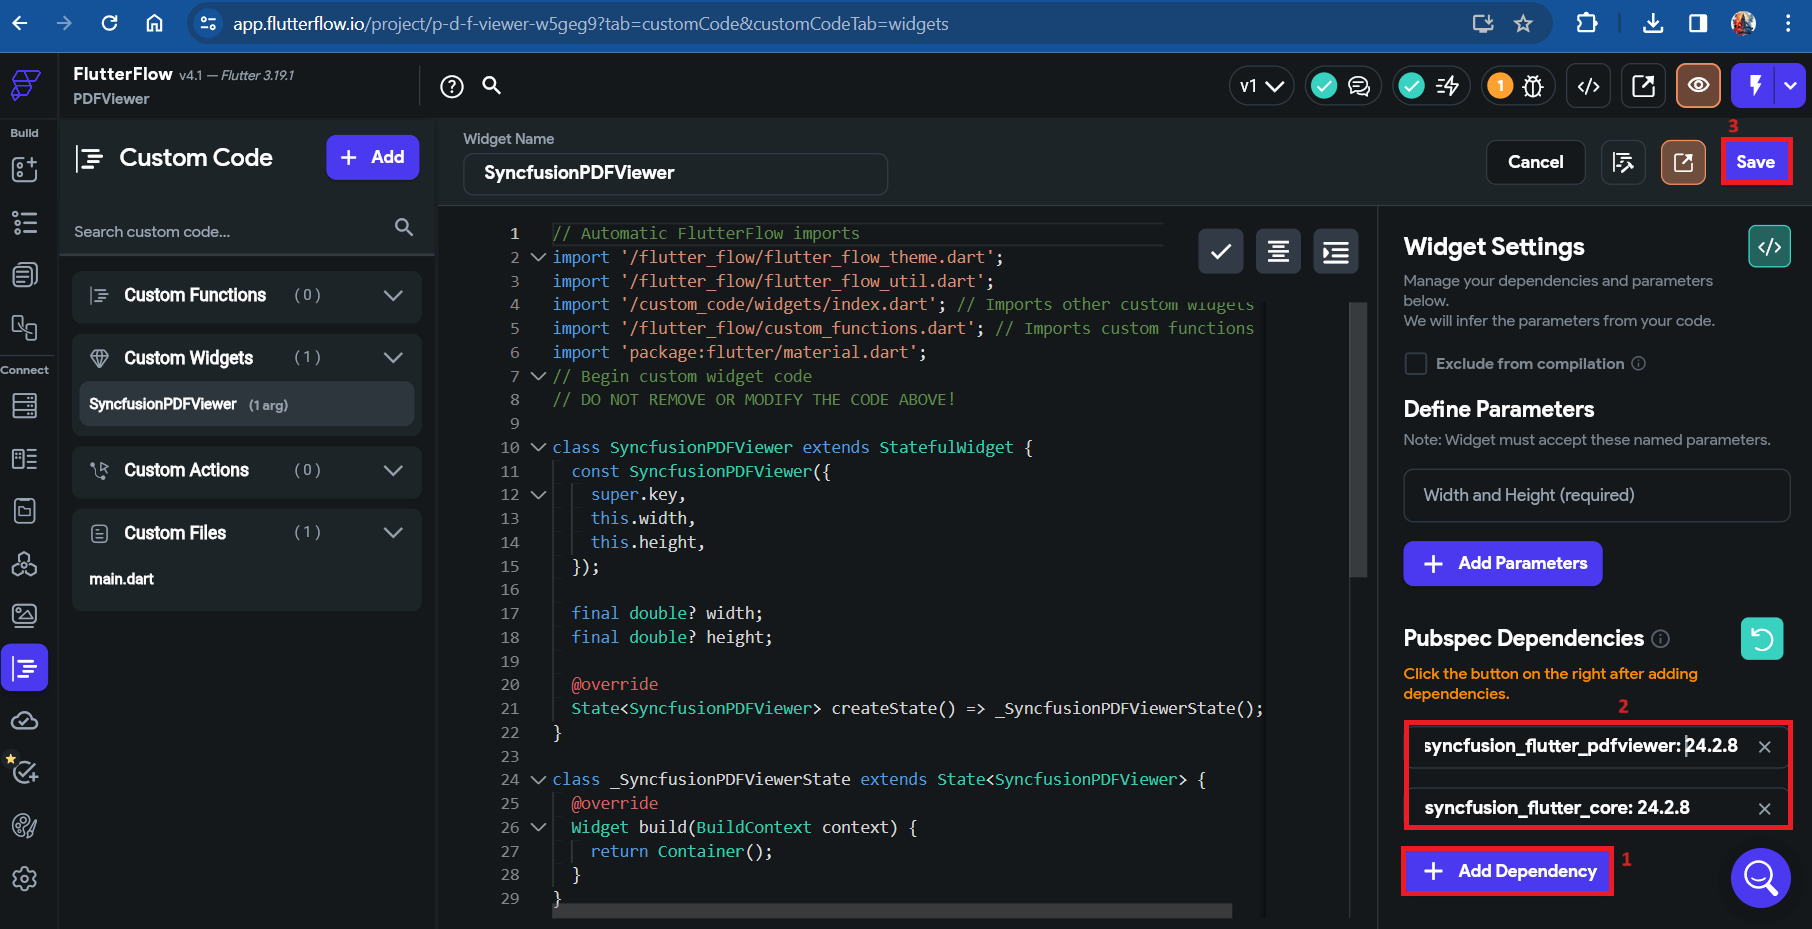 app.flutterflow.io/project/p-d-f-viewer-w5geg9?tab=customCode&customCodeTab=widgets
FlutterFlow v4.1 — Flutter 3.19.1
PDFViewer
v1
1
Build
Connect
Custom Code
+ Add
Search custom code...
Custom Functions (0)
Custom Widgets (1)
SyncfusionPDFViewer (1 arg)
Custom Actions (0)
Custom Files (1)
main.dart
Widget Name
SyncfusionPDFViewer
Cancel
3
Save
1 // Automatic FlutterFlow imports
2 import '/flutter_flow/flutter_flow_theme.dart';
3 import '/flutter_flow/flutter_flow_util.dart';
4 import '/custom_code/widgets/index.dart'; // Imports other custom widgets
5 import '/flutter_flow/custom_functions.dart'; // Imports custom functions
6 import 'package:flutter/material.dart';
7 // Begin custom widget code
8 // DO NOT REMOVE OR MODIFY THE CODE ABOVE!
9
10 class SyncfusionPDFViewer extends StatefulWidget {
11 const SyncfusionPDFViewer({
12 super.key,
13 this.width,
14 this.height,
15 });
16
17 final double? width;
18 final double? height;
19
20 @override
21 State<SyncfusionPDFViewer> createState() => _SyncfusionPDFViewerState();
22 }
23
24 class _SyncfusionPDFViewerState extends State<SyncfusionPDFViewer> {
25 @override
26 Widget build(BuildContext context) {
27 return Container();
28 }
29 }
Widget Settings
Manage your dependencies and parameters
below.
We will infer the parameters from your code.
Exclude from compilation
Define Parameters
Note: Widget must accept these named parameters.
Width and Height (required)
+ Add Parameters
Pubspec Dependencies
Click the button on the right after adding
dependencies.
2
syncfusion_flutter_pdfviewer: 24.2.8
syncfusion_flutter_core: 24.2.8
+ Add Dependency
1